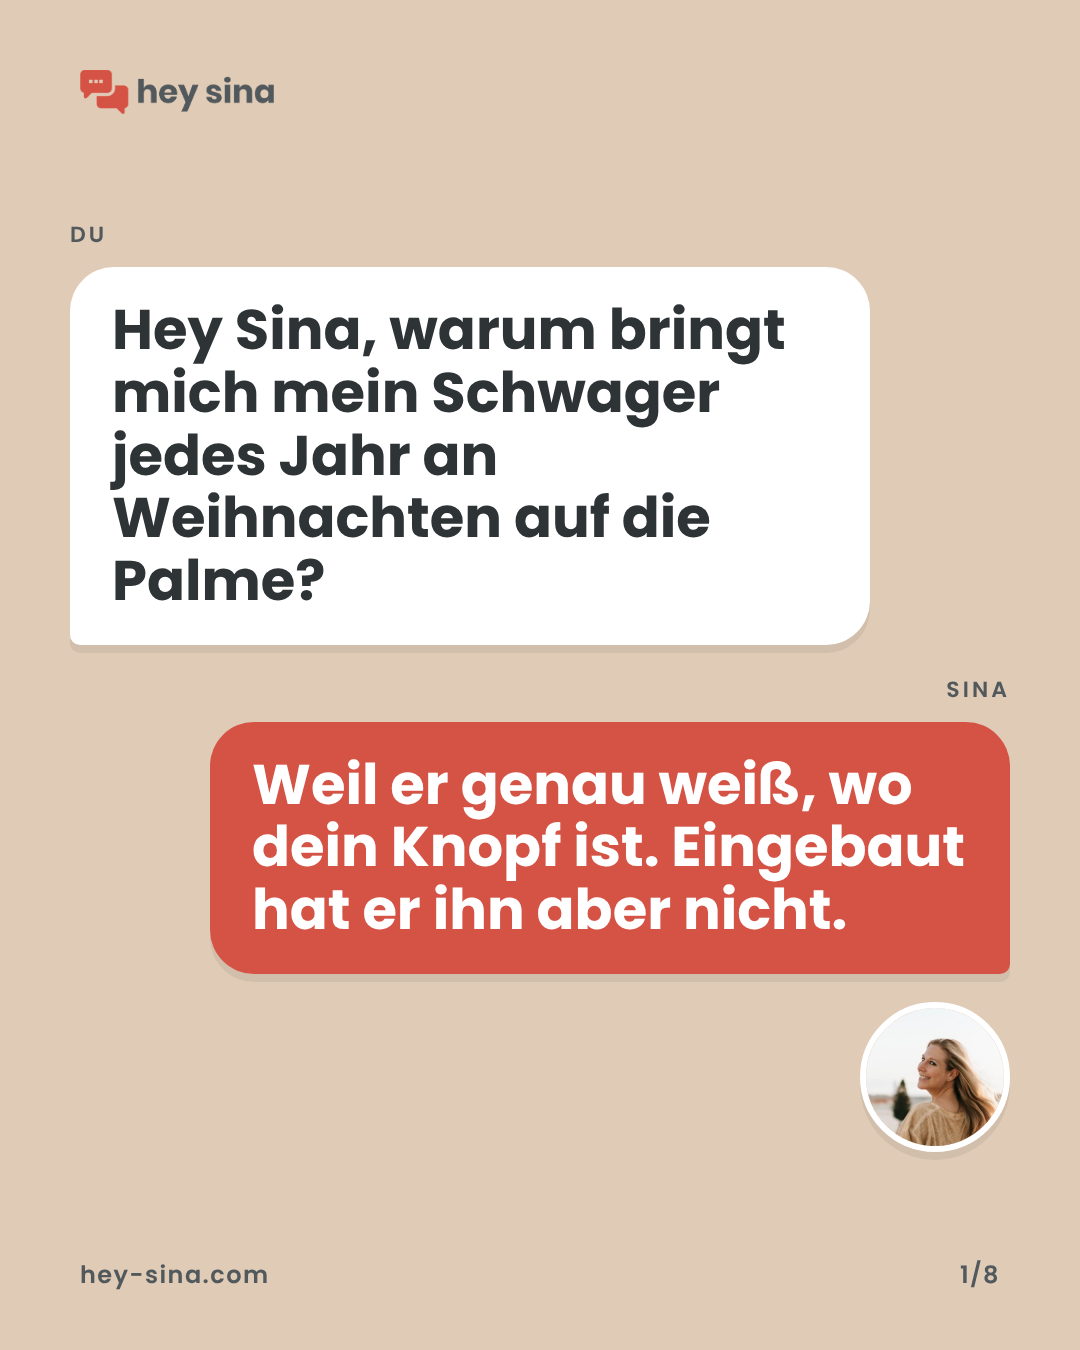 hey sina
DU
Hey Sina, warum bringt
mich mein Schwager
jedes Jahr an
Weihnachten auf die
Palme?
SINA
Weil er genau weiß, wo
dein Knopf ist. Eingebaut
hat er ihn aber nicht.
hey-sina.com
1/8